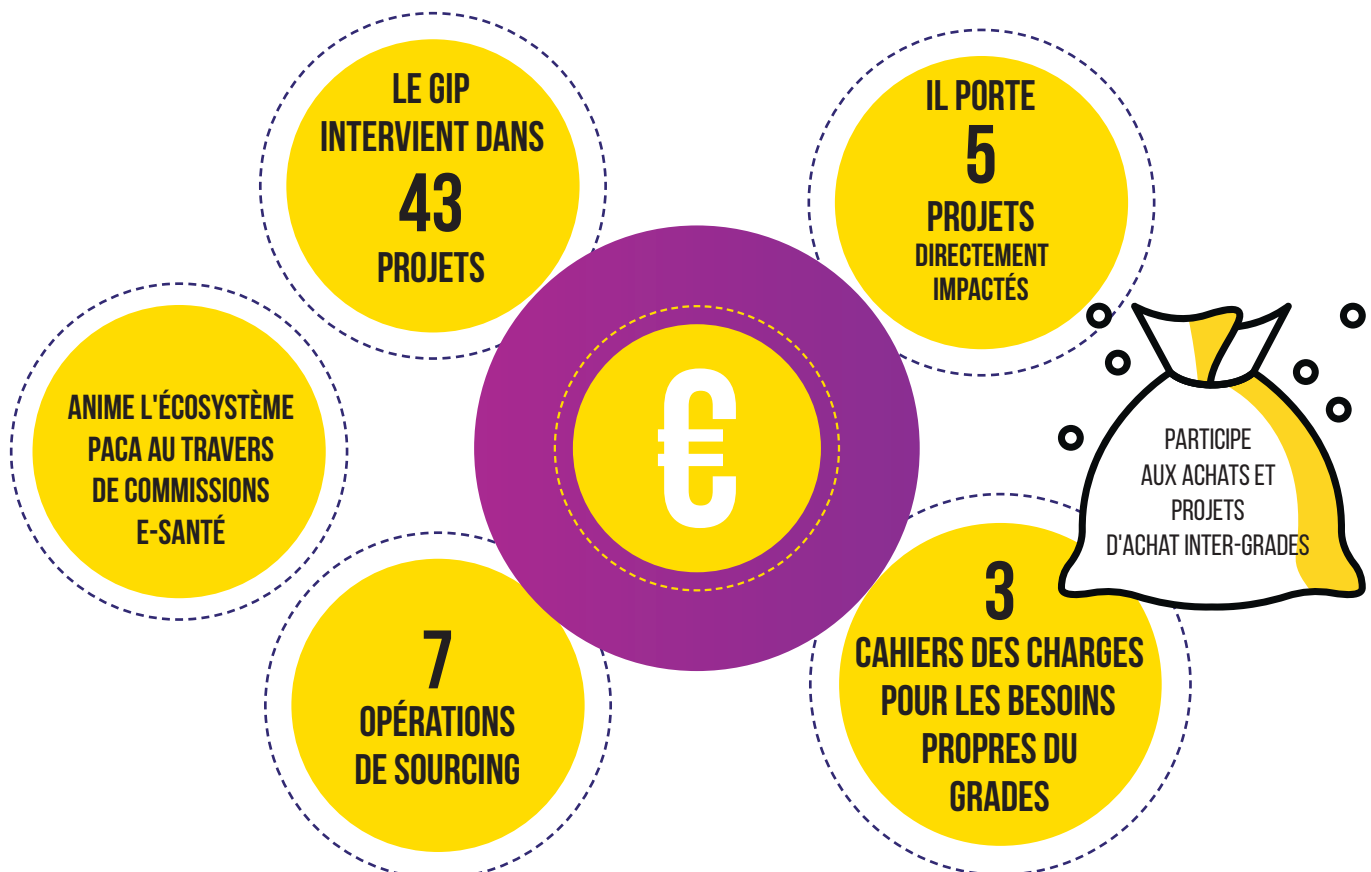 LE GIP
INTERVIENT DANS
43
PROJETS
IL PORTE
5
PROJETS
DIRECTEMENT
IMPACTÉS
ANIME L'ÉCOSYSTÈME
PACA AU TRAVERS
DE COMMISSIONS
E-SANTÉ
€
PARTICIPE
AUX ACHATS ET
PROJETS
D'ACHAT INTER-GRADES
7
OPÉRATIONS
DE SOURCING
3
CAHIERS DES CHARGES
POUR LES BESOINS
PROPRES DU
GRADES